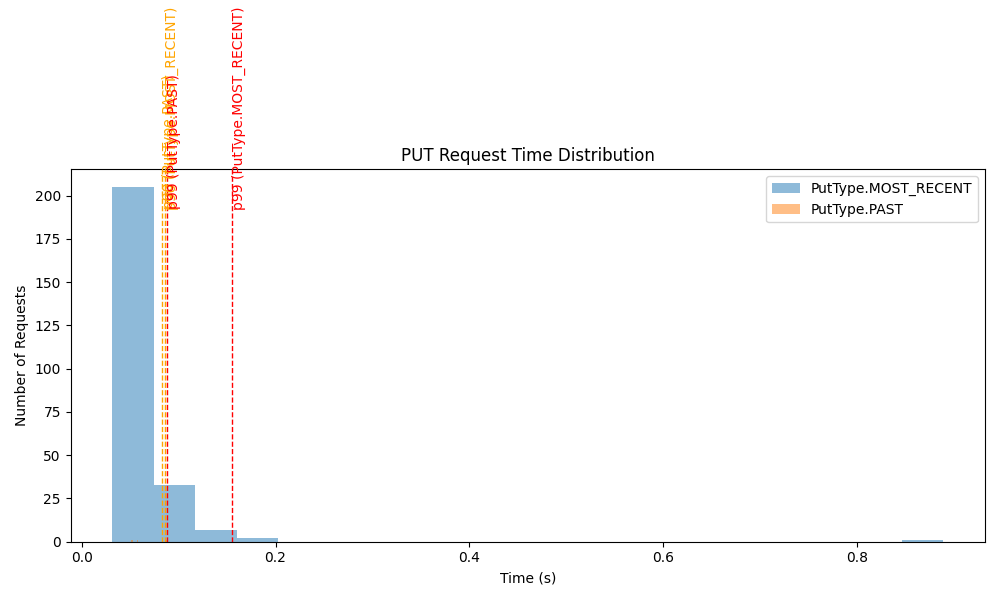 PUT Request Time Distribution
p99 (PutType.PAST)
p99 (PutType.MOST_RECENT)
PutType.MOST_RECENT
PutType.PAST
Number of Requests
200
175
150
125
100
75
50
25
0
0.0
0.2
0.4
0.6
0.8
Time (s)